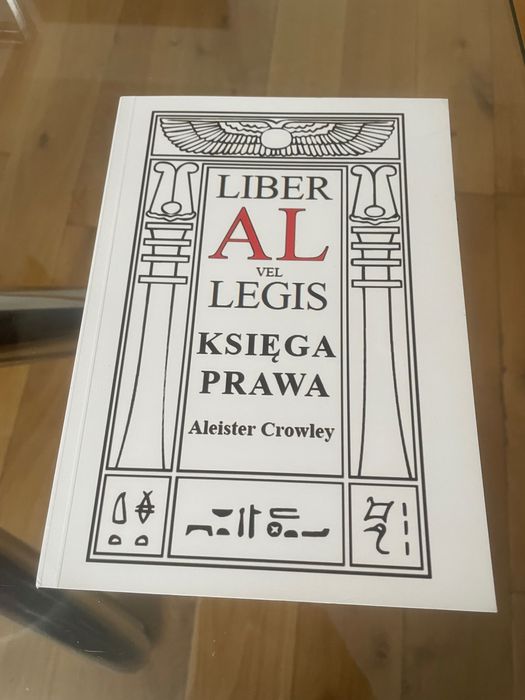 LIBER
AL
VEL
LEGIS
KSIĘGA
PRAWA
Aleister Crowley